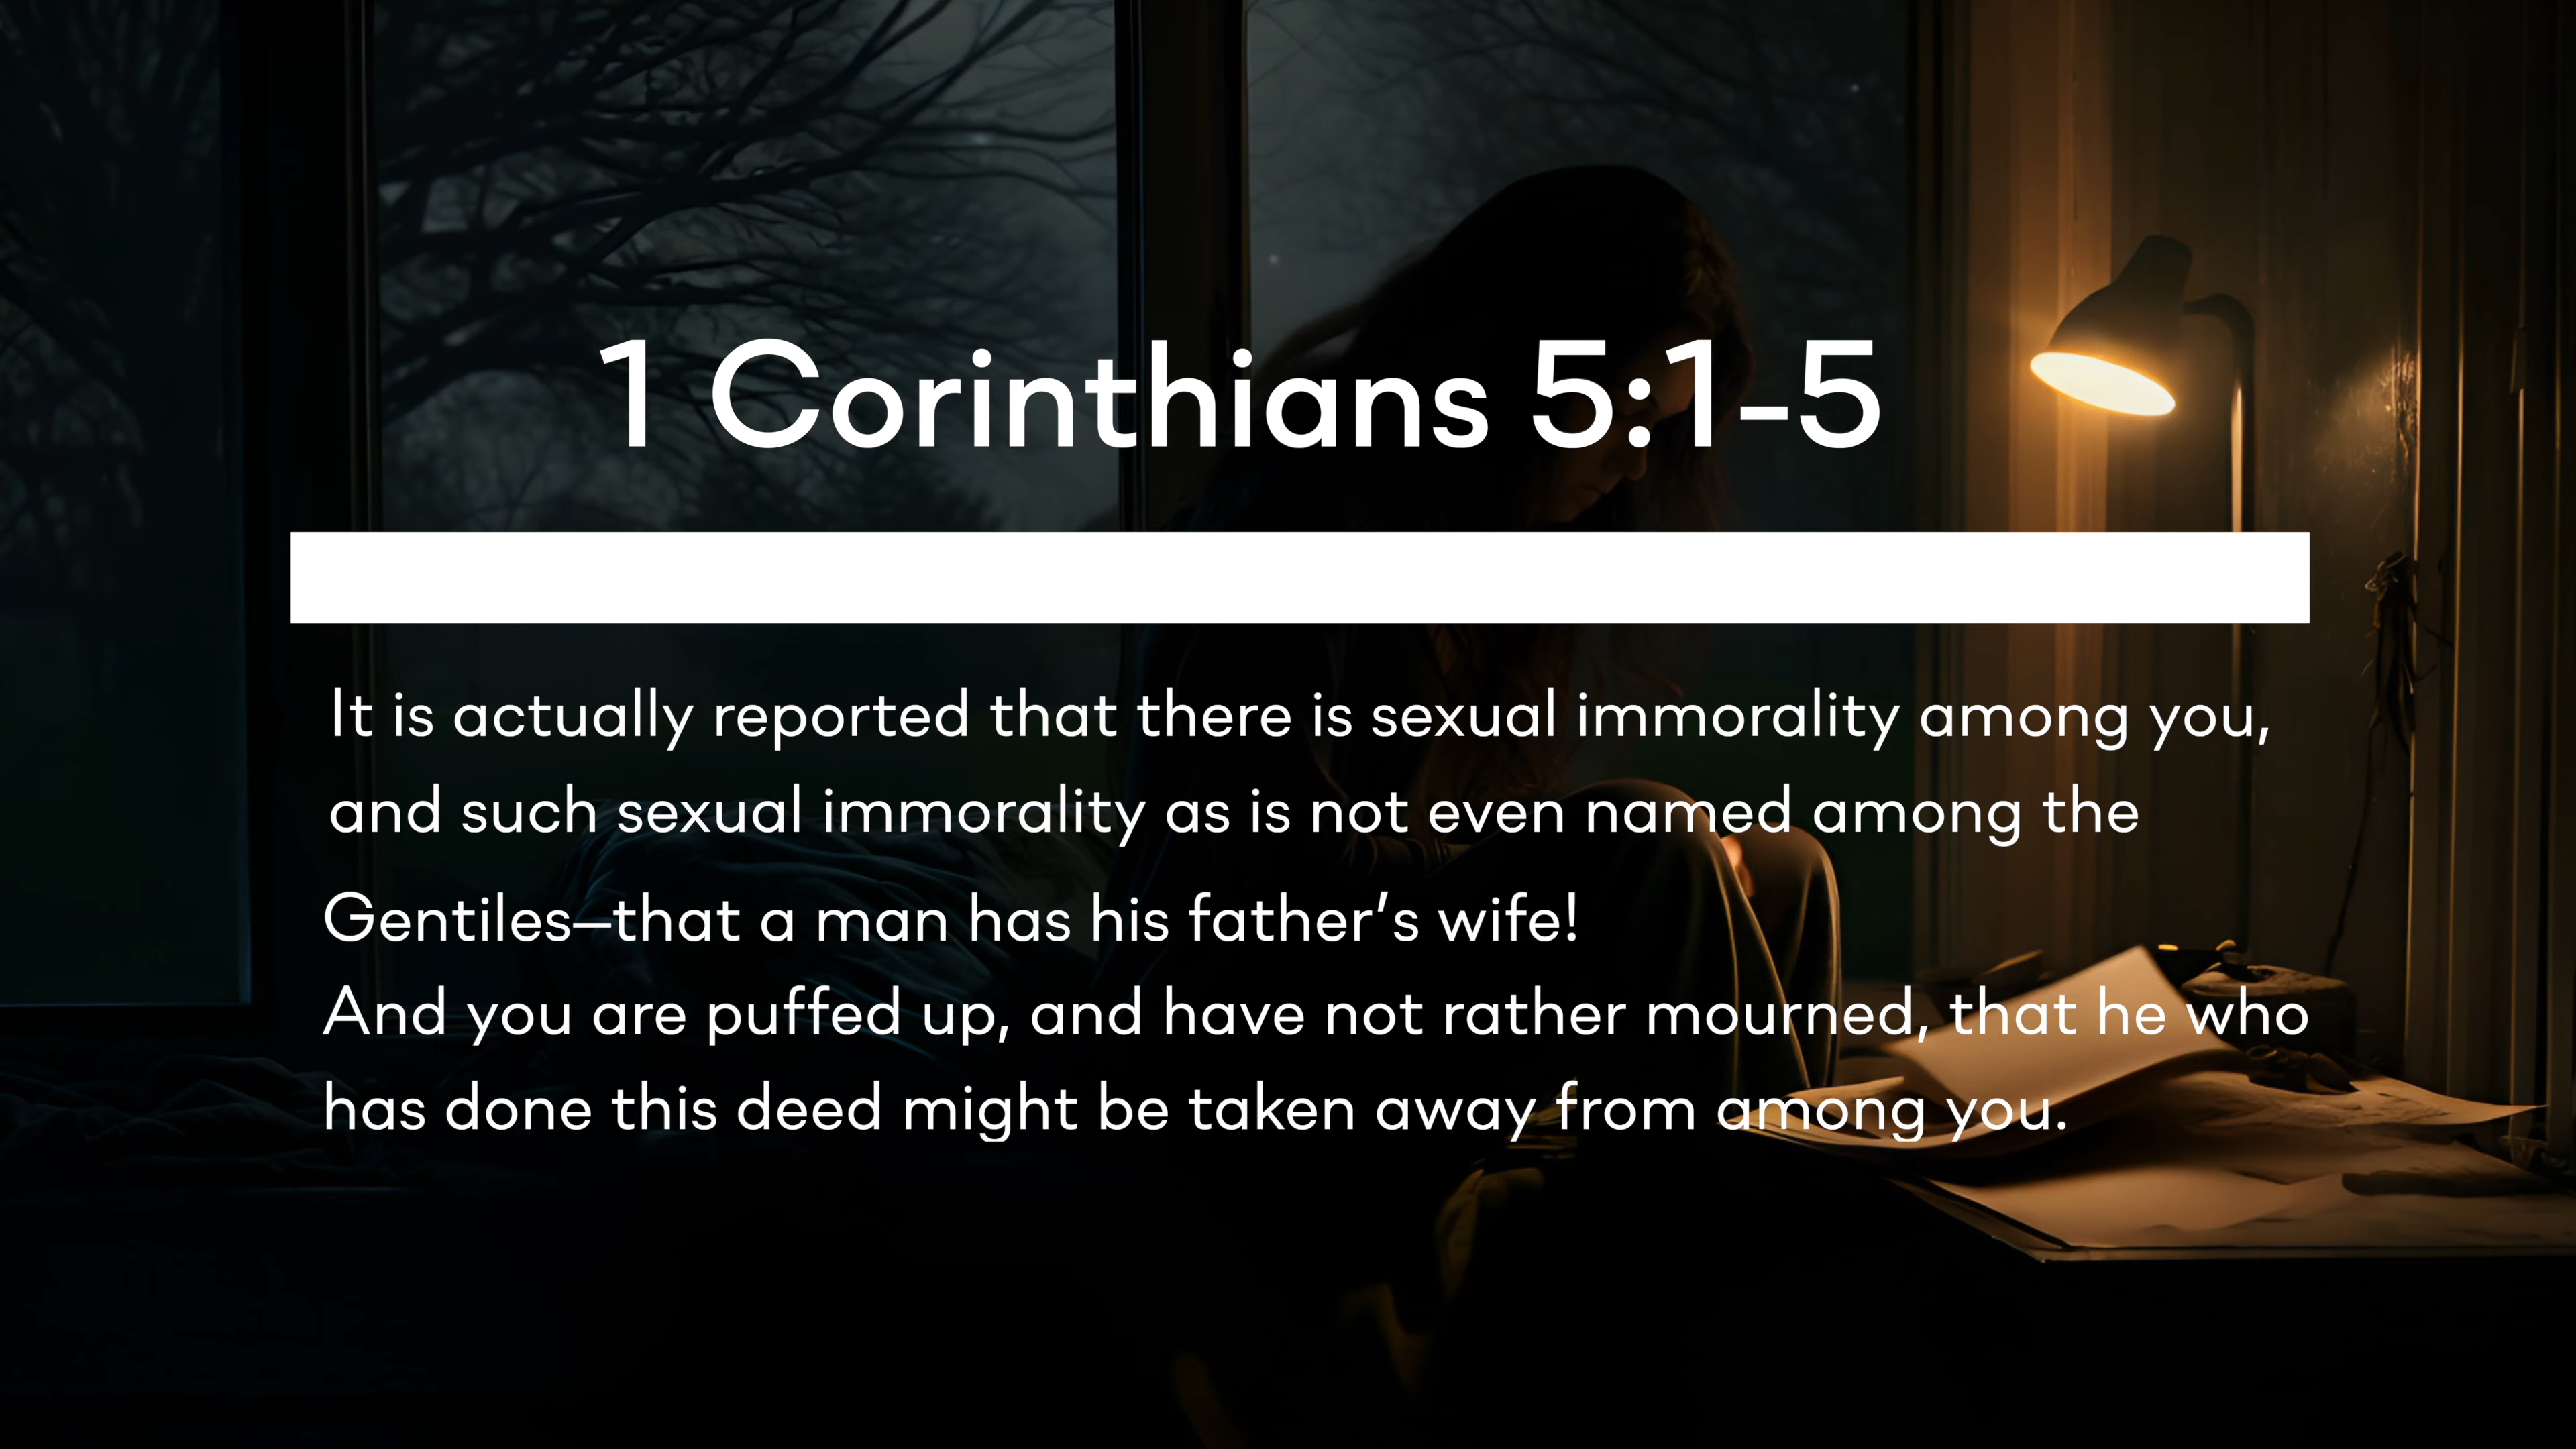 1 Corinthians 5:1-5
It is actually reported that there is sexual immorality among you,
and such sexual immorality as is not even named among the
Gentiles—that a man has his father’s wife!
And you are puffed up, and have not rather mourned, that he who
has done this deed might be taken away from among you.